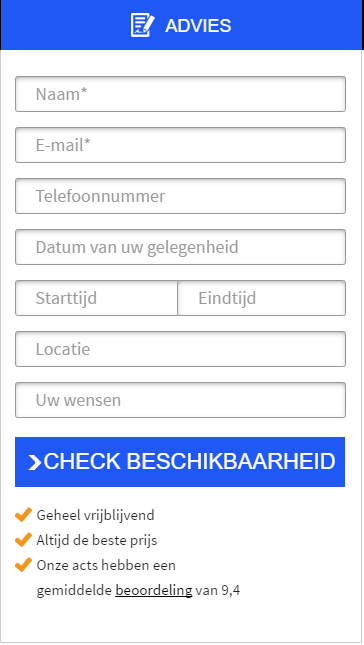 ADVIES
Naam*
E-mail*
Telefoonnummer
Datum van uw gelegenheid
Starttijd Eindtijd
Locatie
Uw wensen
CHECK BESCHIKBAARHEID
Geheel vrijblijvend
Altijd de beste prijs
Onze acts hebben een
gemiddelde beoordeling van 9,4